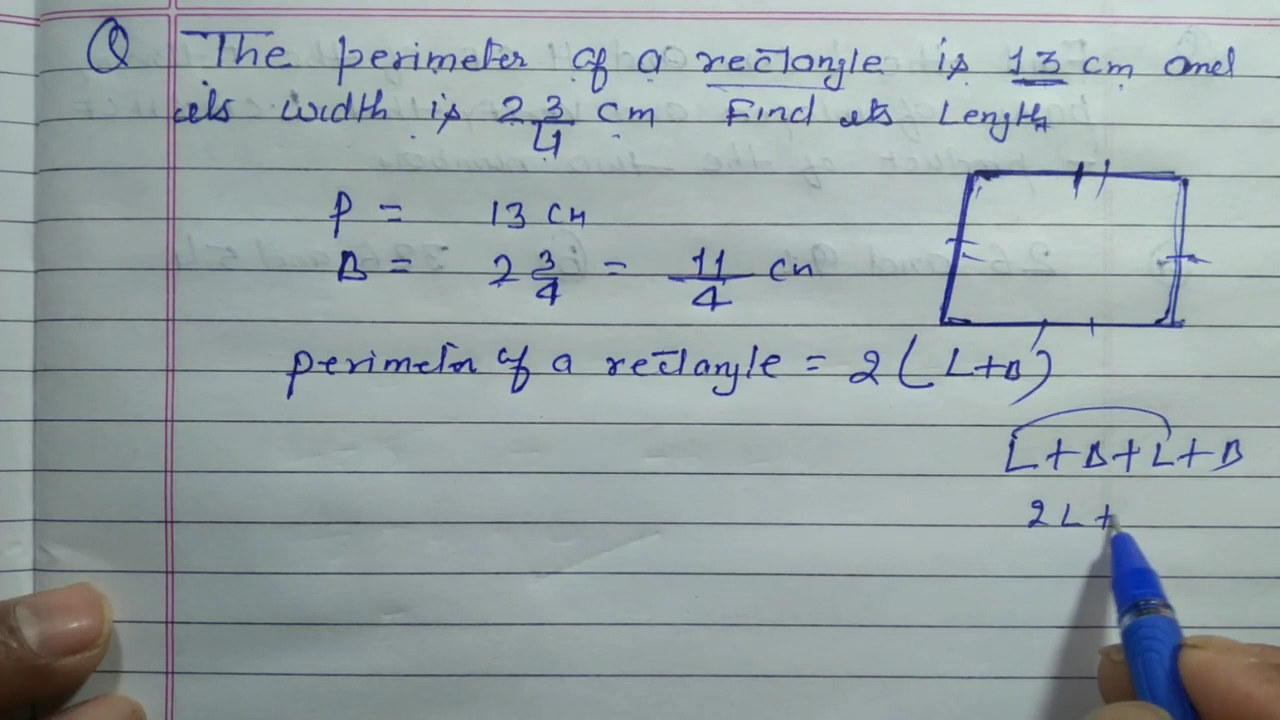 Q The perimeter of a rectangle is 13 cm and
its width is 2 3/4 cm Find its Length
P = 13 cm
B = 2 3/4 = 11/4 cm
perimeter of a rectangle = 2(L+B)
L+B+L+B
2L+